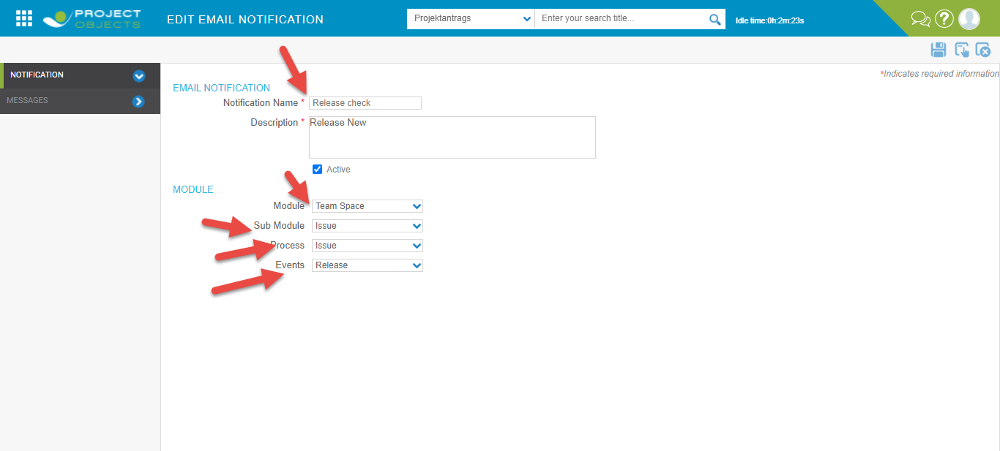 PROJECT
OBJECTS
EDIT EMAIL NOTIFICATION
Projektantrags
Enter your search title...
Idle time:0h:2m:23s
?
NOTIFICATION
MESSAGES
*Indicates required information
EMAIL NOTIFICATION
Notification Name * Release check
Description * Release New
Active
MODULE
Module Team Space
Sub Module Issue
Process Issue
Events Release